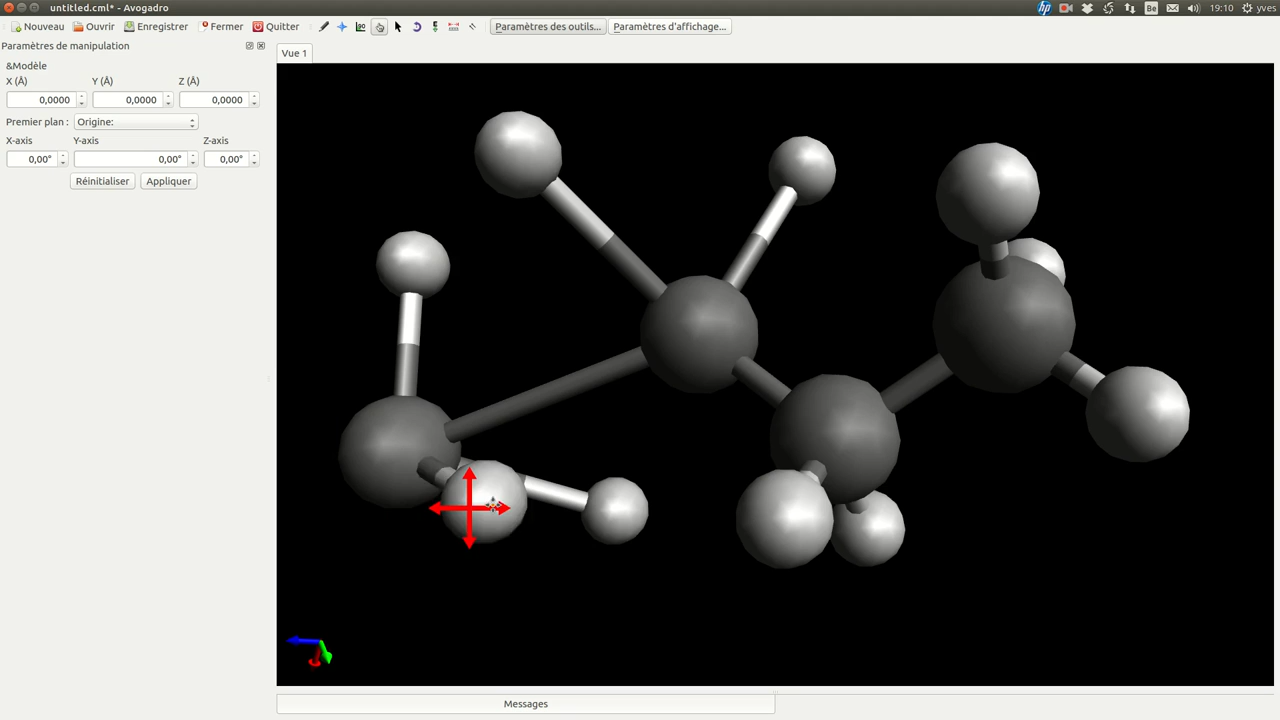 untitled.cml* - Avogadro
Be 19:10 yves
Nouveau Ouvrir Enregistrer Fermer Quitter Paramètres des outils... Paramètres d'affichage...
Paramètres de manipulation
Vue 1
&Modèle
X (Å) Y (Å) Z (Å)
0,0000 0,0000 0,0000
Premier plan : Origine:
X-axis Y-axis Z-axis
0,00° 0,00° 0,00°
Réinitialiser Appliquer
Messages